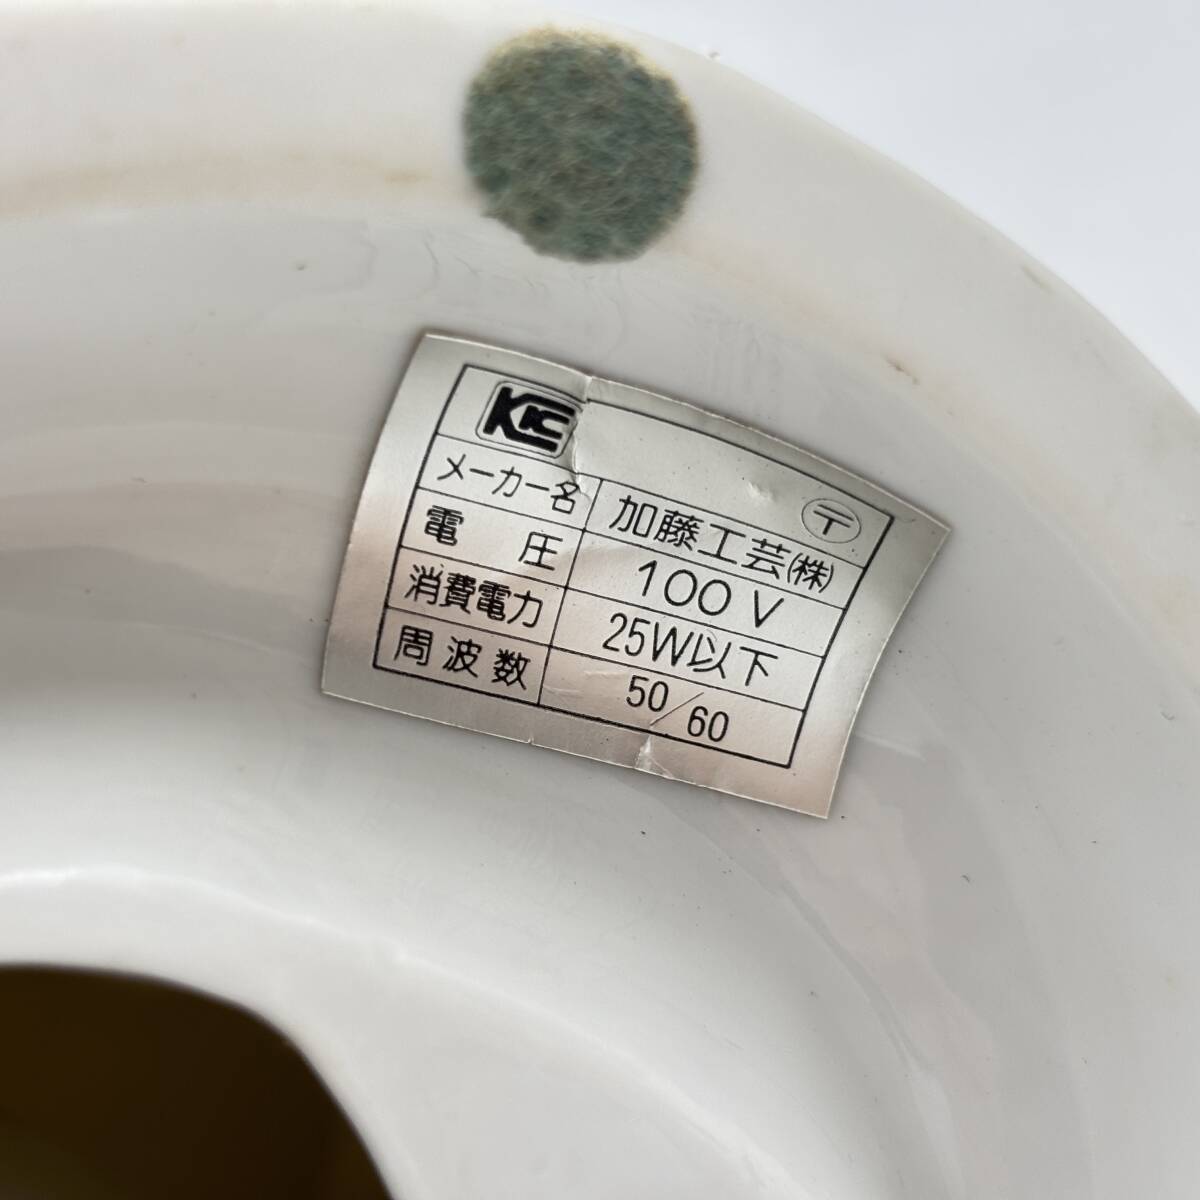 KEC
〒
メーカー名 加藤工芸(株)
電圧 100V
消費電力 25W以下
周波数 50/60